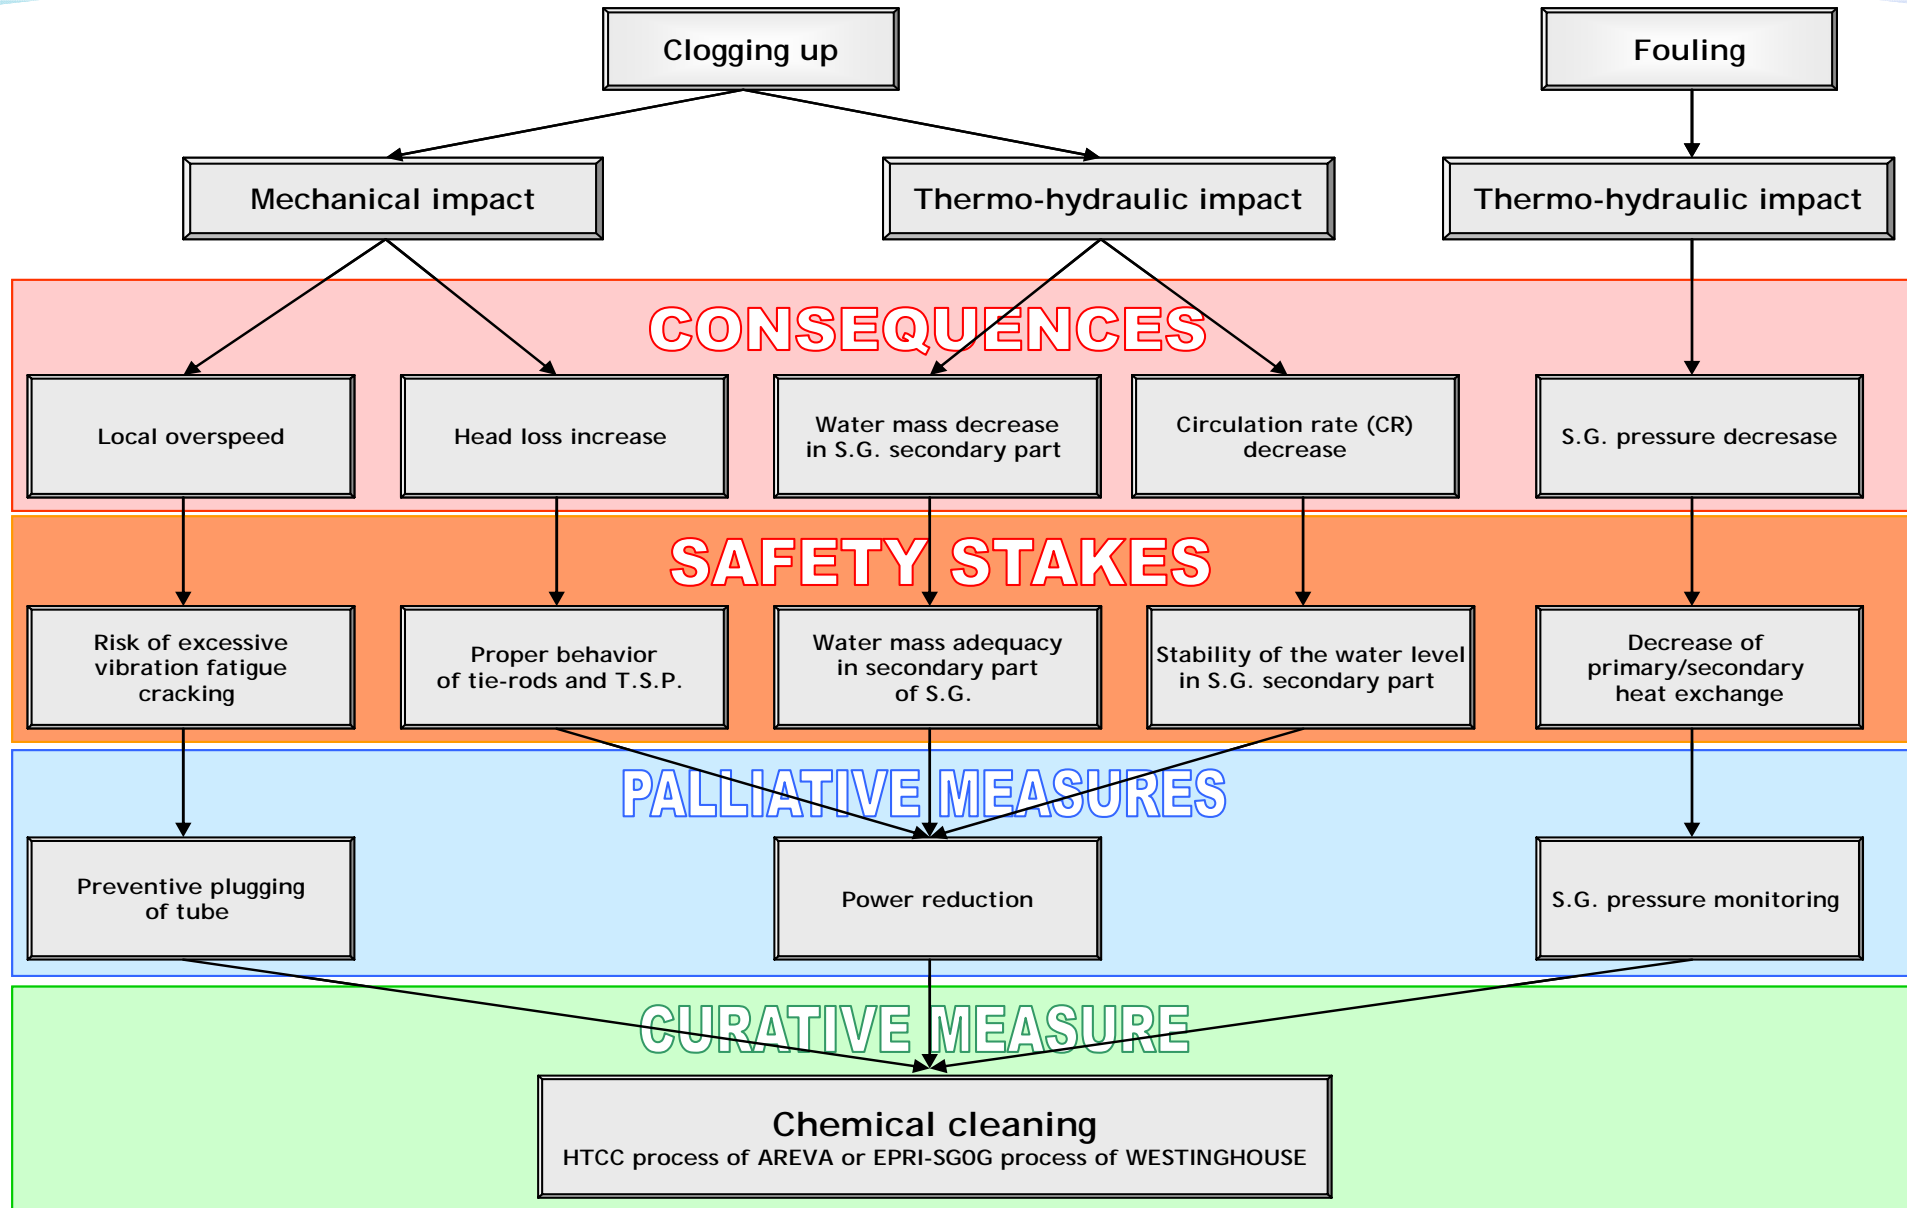 Clogging up
Fouling
Mechanical impact
Thermo-hydraulic impact
Thermo-hydraulic impact
CONSEQUENCES
Local overspeed
Head loss increase
Water mass decrease
in S.G. secondary part
Circulation rate (CR)
decrease
S.G. pressure decresase
SAFETY STAKES
Risk of excessive
vibration fatigue
cracking
Proper behavior
of tie-rods and T.S.P.
Water mass adequacy
in secondary part
of S.G.
Stability of the water level
in S.G. secondary part
Decrease of
primary/secondary
heat exchange
PALLIATIVE MEASURES
Preventive plugging
of tube
Power reduction
S.G. pressure monitoring
CURATIVE MEASURE
Chemical cleaning
HTCC process of AREVA or EPRI-SG0G process of WESTINGHOUSE